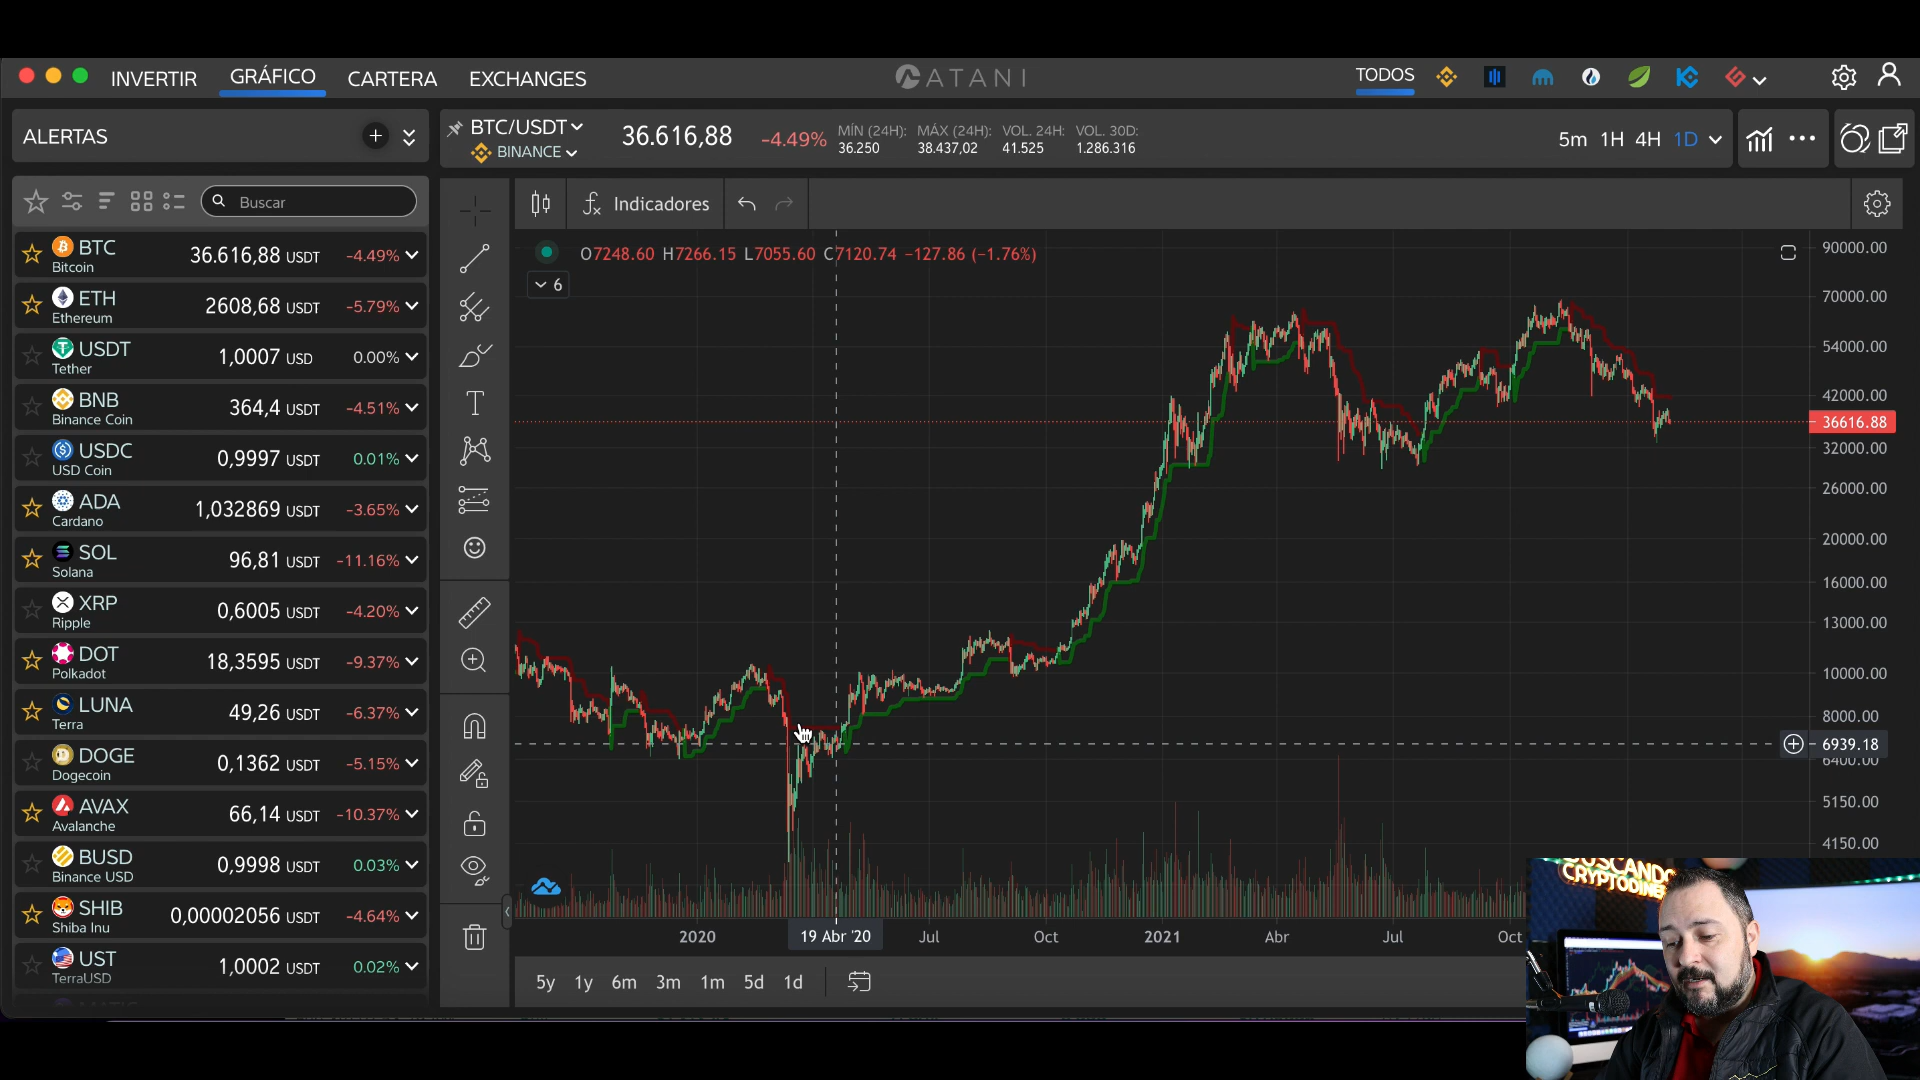 INVERTIR GRÁFICO CARTERA EXCHANGES ATANI TODOS
ALERTAS
BTC/USDT
BINANCE
36.616,88 -4.49%
MÍN (24H): MÁX (24H): VOL. 24H: VOL. 30D:
36.250 38.437,02 41.525 1.286.316
5m 1H 4H 1D
Buscar
Indicadores
O7248.60 H7266.15 L7055.60 C7120.74 −127.86 (−1.76%)
6
BTC 36.616,88 USDT -4.49%
Bitcoin
ETH 2608,68 USDT -5.79%
Ethereum
USDT 1,0007 USD 0.00%
Tether
BNB 364,4 USDT -4.51%
Binance Coin
USDC 0,9997 USDT 0.01%
USD Coin
ADA 1,032869 USDT -3.65%
Cardano
SOL 96,81 USDT -11.16%
Solana
XRP 0,6005 USDT -4.20%
Ripple
DOT 18,3595 USDT -9.37%
Polkadot
LUNA 49,26 USDT -6.37%
Terra
DOGE 0,1362 USDT -5.15%
Dogecoin
AVAX 66,14 USDT -10.37%
Avalanche
BUSD 0,9998 USDT 0.03%
Binance USD
SHIB 0,00002056 USDT -4.64%
Shiba Inu
UST 1,0002 USDT 0.02%
TerraUSD
90000.00
70000.00
54000.00
42000.00
36616.88
32000.00
26000.00
20000.00
16000.00
13000.00
10000.00
8000.00
6939.18
6400.00
5150.00
4150.00
2020 19 Abr '20 Jul Oct 2021 Abr Jul Oct
5y 1y 6m 3m 1m 5d 1d
BUSCANDO